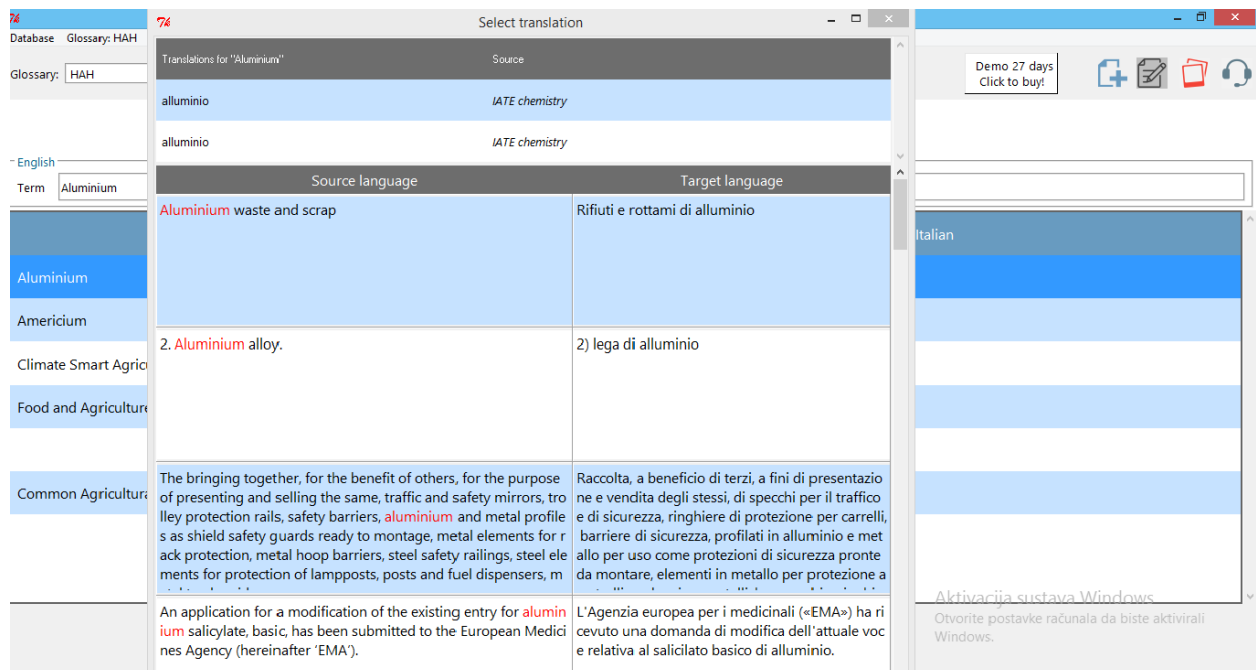 Select translation
Database Glossary: HAH
Glossary: HAH
Demo 27 days
Click to buy!
English
Term Aluminium
Italian
Aluminium
Americium
Climate Smart Agric
Food and Agriculture
Common Agricultura
Translations for "Aluminium" Source
alluminio IATE chemistry
alluminio IATE chemistry
Source language Target language
Aluminium waste and scrap
Rifiuti e rottami di alluminio
2. Aluminium alloy.
2) lega di alluminio
The bringing together, for the benefit of others, for the purpose
of presenting and selling the same, traffic and safety mirrors, tro
lley protection rails, safety barriers, aluminium and metal profile
s as shield safety guards ready to montage, metal elements for r
ack protection, metal hoop barriers, steel safety railings, steel ele
ments for protection of lampposts, posts and fuel dispensers, m
Raccolta, a beneficio di terzi, a fini di presentazio
ne e vendita degli stessi, di specchi per il traffico
e di sicurezza, ringhiere di protezione per carrelli,
barriere di sicurezza, profilati in alluminio e met
allo per uso come protezioni di sicurezza pronte
da montare, elementi in metallo per protezione a
An application for a modification of the existing entry for alumin
ium salicylate, basic, has been submitted to the European Medici
nes Agency (hereinafter ‘EMA’).
L'Agenzia europea per i medicinali («EMA») ha ri
cevuto una domanda di modifica dell'attuale voc
e relativa al salicilato basico di alluminio.
Aktivacija sustava Windows
Otvorite postavke računala da biste aktivirali
Windows.